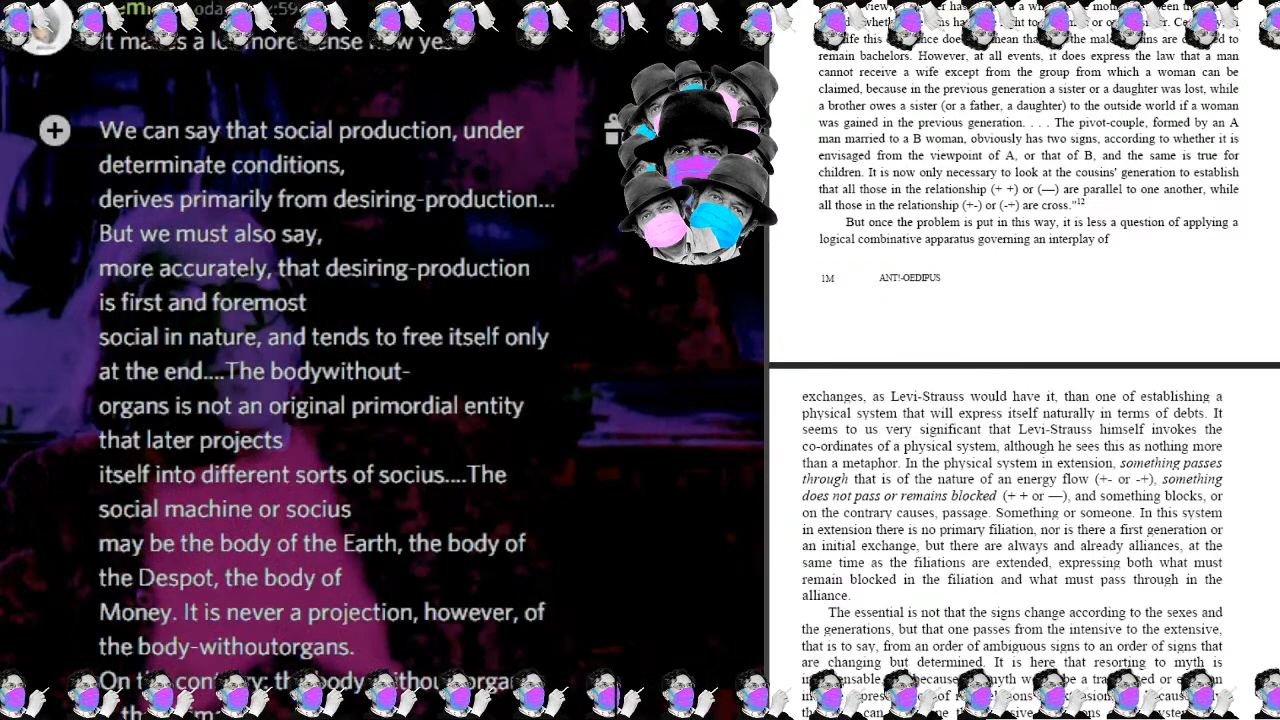 It makes a lot more sense now yes
We can say that social production, under
determinate conditions,
derives primarily from desiring-production...
But we must also say,
more accurately, that desiring-production
is first and foremost
social in nature, and tends to free itself only
at the end....The bodywithout-
organs is not an original primordial entity
that later projects
itself into different sorts of socius....The
social machine or socius
may be the body of the Earth, the body of
the Despot, the body of
Money. It is never a projection, however, of
the body-withoutorgans.
On the contrary: the body
remain bachelors. However, at all events, it does express the law that a man
cannot receive a wife except from the group from which a woman can be
claimed, because in the previous generation a sister or a daughter was lost, while
a brother owes a sister (or a father, a daughter) to the outside world if a woman
was gained in the previous generation. . . . The pivot-couple, formed by an A
man married to a B woman, obviously has two signs, according to whether it is
envisaged from the viewpoint of A, or that of B, and the same is true for
children. It is now only necessary to look at the cousins' generation to establish
that all those in the relationship (+ +) or (—) are parallel to one another, while
all those in the relationship (+-) or (-+) are cross."12
But once the problem is put in this way, it is less a question of applying a
logical combinative apparatus governing an interplay of
1M ANT!-OEDIPUS
exchanges, as Levi-Strauss would have it, than one of establishing a
physical system that will express itself naturally in terms of debts. It
seems to us very significant that Levi-Strauss himself invokes the
co-ordinates of a physical system, although he sees this as nothing more
than a metaphor. In the physical system in extension, something passes
through that is of the nature of an energy flow (+- or -+), something
does not pass or remains blocked (+ + or —), and something blocks, or
on the contrary causes, passage. Something or someone. In this system
in extension there is no primary filiation, nor is there a first generation or
an initial exchange, but there are always and already alliances, at the
same time as the filiations are extended, expressing both what must
remain blocked in the filiation and what must pass through in the
alliance.
The essential is not that the signs change according to the sexes and
the generations, but that one passes from the intensive to the extensive,
that is to say, from an order of ambiguous signs to an order of signs that
are changing but determined. It is here that resorting to myth is